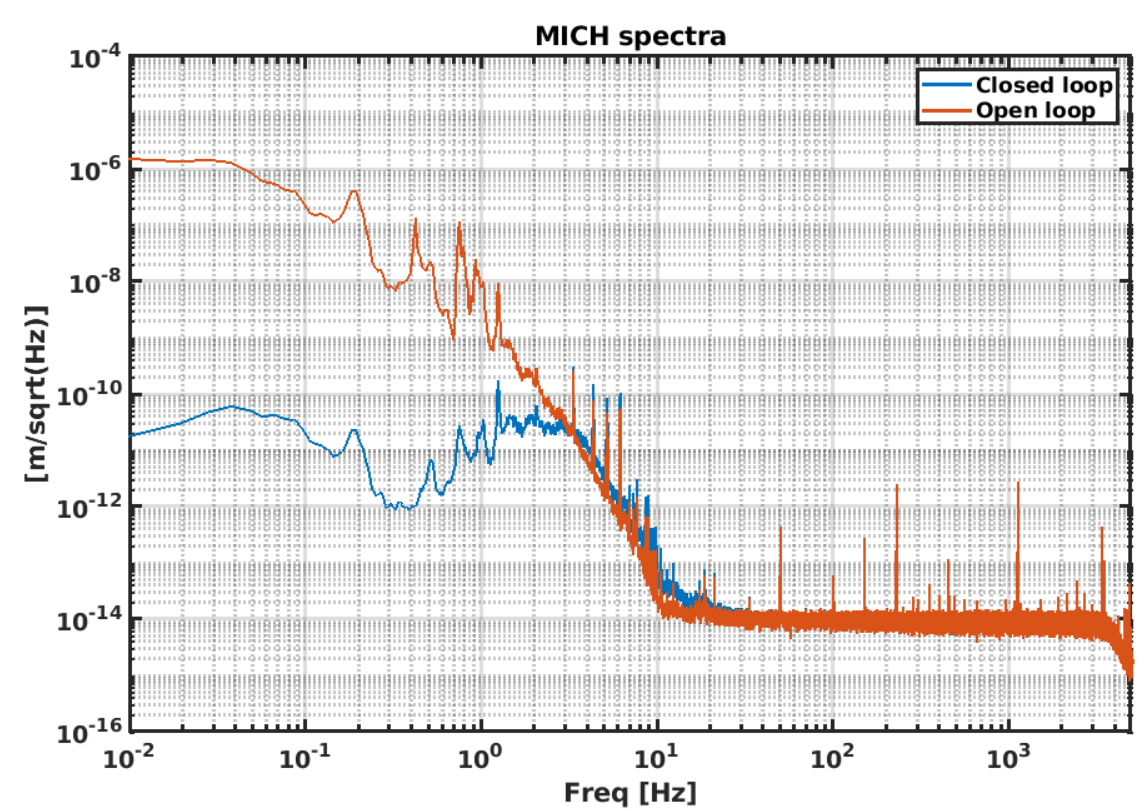 MICH spectra
Closed loop
Open loop
[m/sqrt(Hz)]
10^-4
10^-6
10^-8
10^-10
10^-12
10^-14
10^-16
10^-2
10^-1
10^0
10^1
10^2
10^3
Freq [Hz]